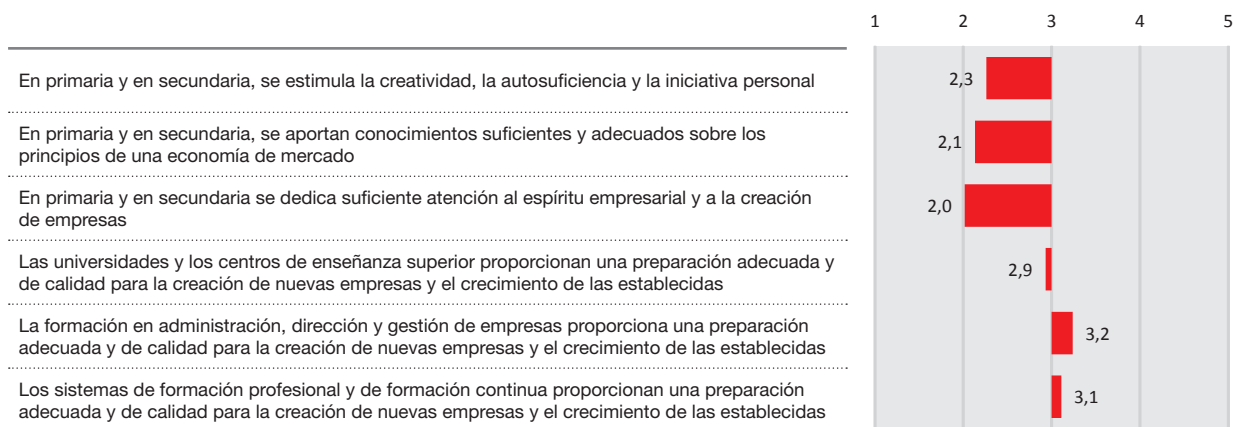 1 2 3 4 5
En primaria y en secundaria, se estimula la creatividad, la autosuficiencia y la iniciativa personal
2,3
En primaria y en secundaria, se aportan conocimientos suficientes y adecuados sobre los
principios de una economía de mercado
2,1
En primaria y en secundaria se dedica suficiente atención al espíritu empresarial y a la creación
de empresas
2,0
Las universidades y los centros de enseñanza superior proporcionan una preparación adecuada y
de calidad para la creación de nuevas empresas y el crecimiento de las establecidas
2,9
La formación en administración, dirección y gestión de empresas proporciona una preparación
adecuada y de calidad para la creación de nuevas empresas y el crecimiento de las establecidas
3,2
Los sistemas de formación profesional y de formación continua proporcionan una preparación
adecuada y de calidad para la creación de nuevas empresas y el crecimiento de las establecidas
3,1